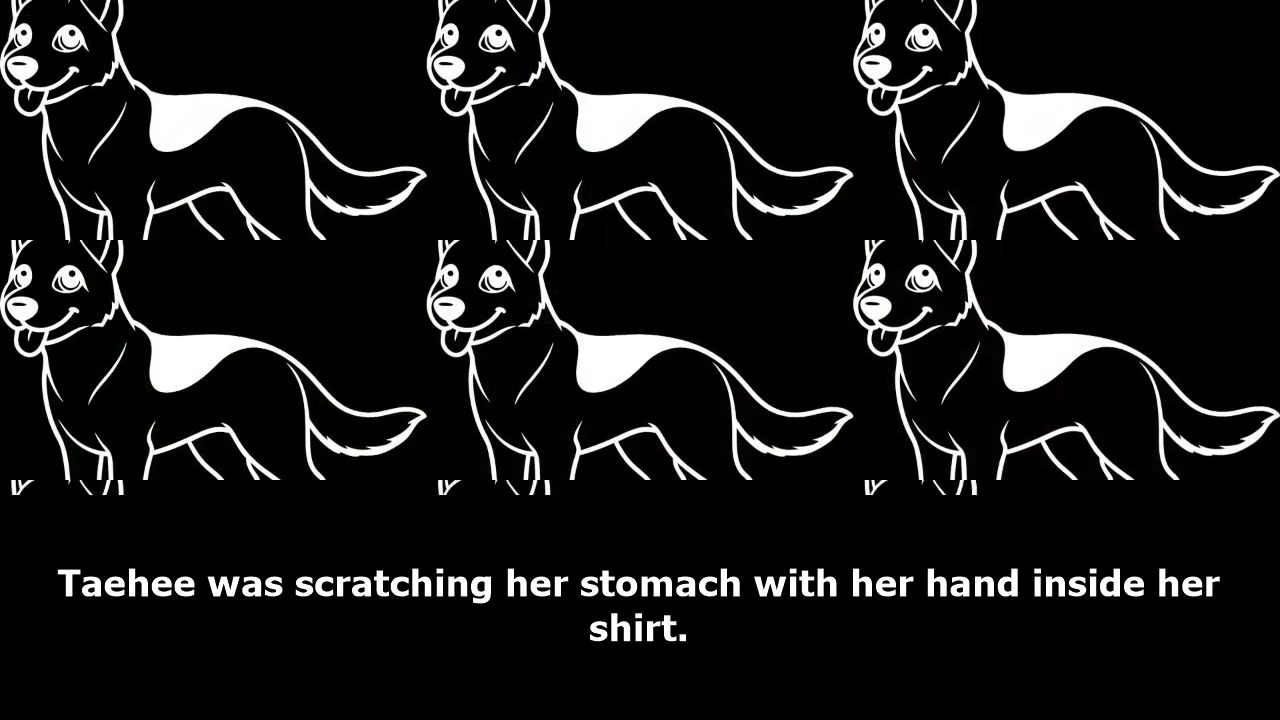 Taehee was scratching her stomach with her hand inside her
shirt.